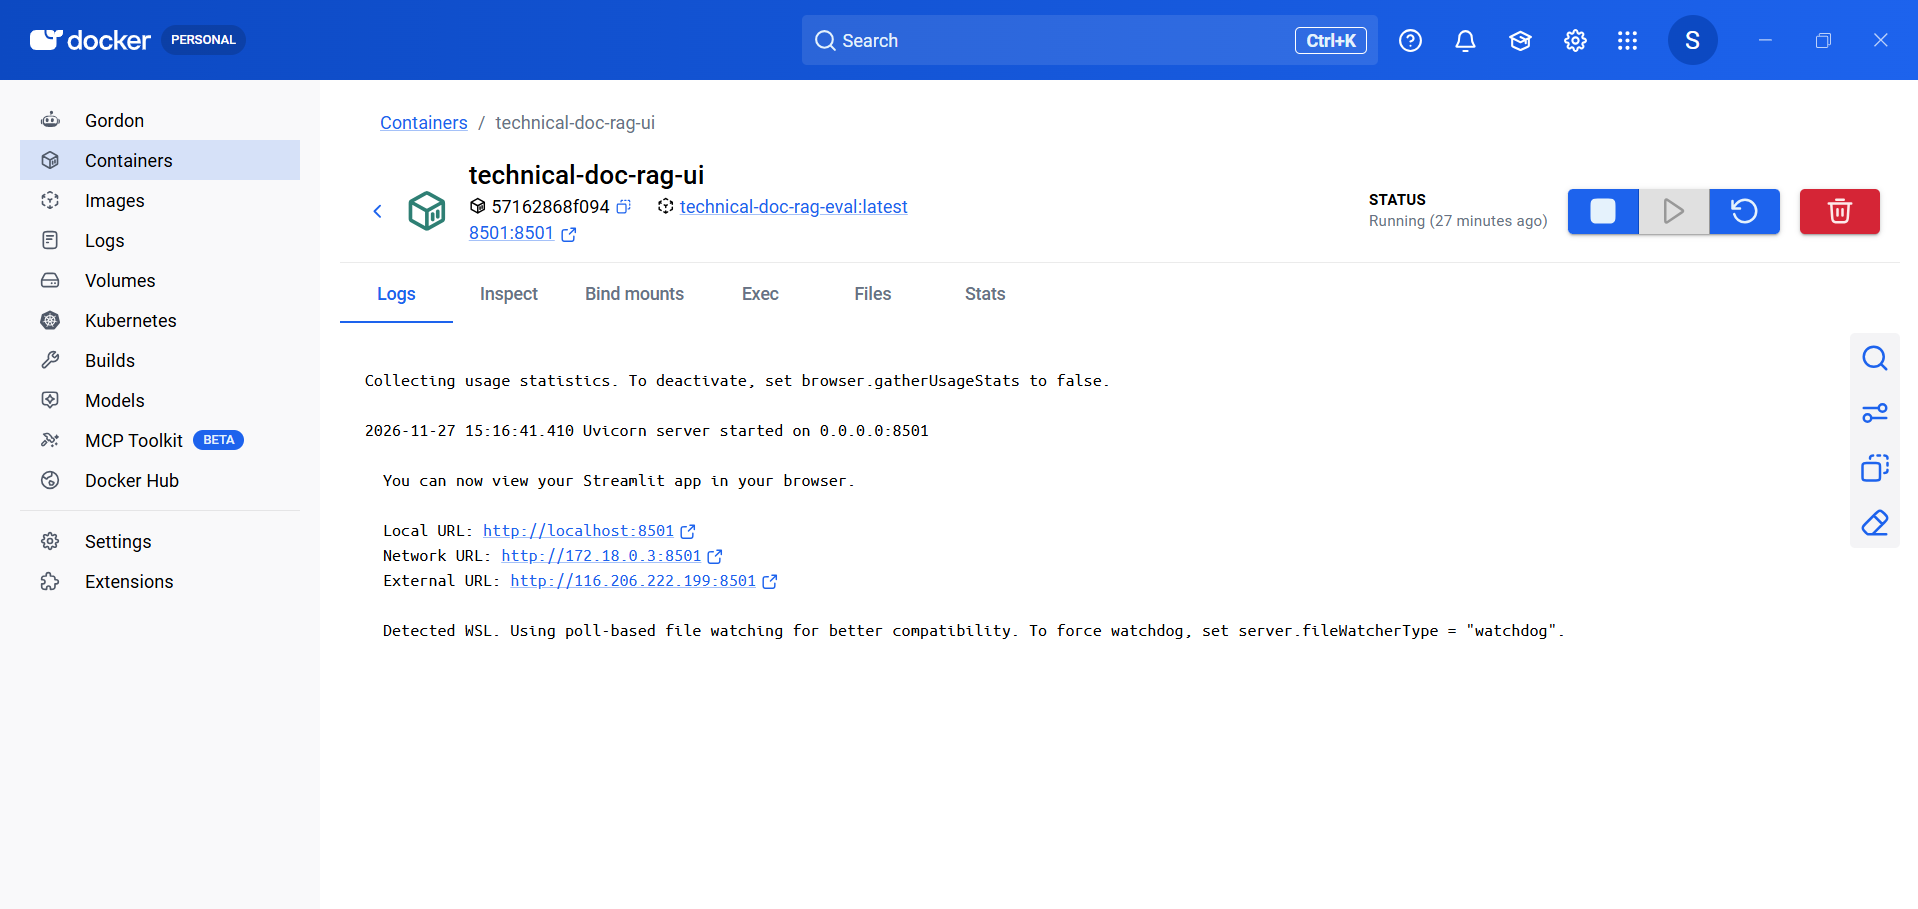 docker PERSONAL
Search Ctrl+K
S
Gordon
Containers
Images
Logs
Volumes
Kubernetes
Builds
Models
MCP Toolkit BETA
Docker Hub
Settings
Extensions
Containers / technical-doc-rag-ui
technical-doc-rag-ui
57162868f094 technical-doc-rag-eval:latest
8501:8501
STATUS
Running (27 minutes ago)
Logs Inspect Bind mounts Exec Files Stats
Collecting usage statistics. To deactivate, set browser.gatherUsageStats to false.
2026-11-27 15:16:41.410 Uvicorn server started on 0.0.0.0:8501
You can now view your Streamlit app in your browser.
Local URL: http://localhost:8501
Network URL: http://172.18.0.3:8501
External URL: http://116.206.222.199:8501
Detected WSL. Using poll-based file watching for better compatibility. To force watchdog, set server.fileWatcherType = "watchdog".